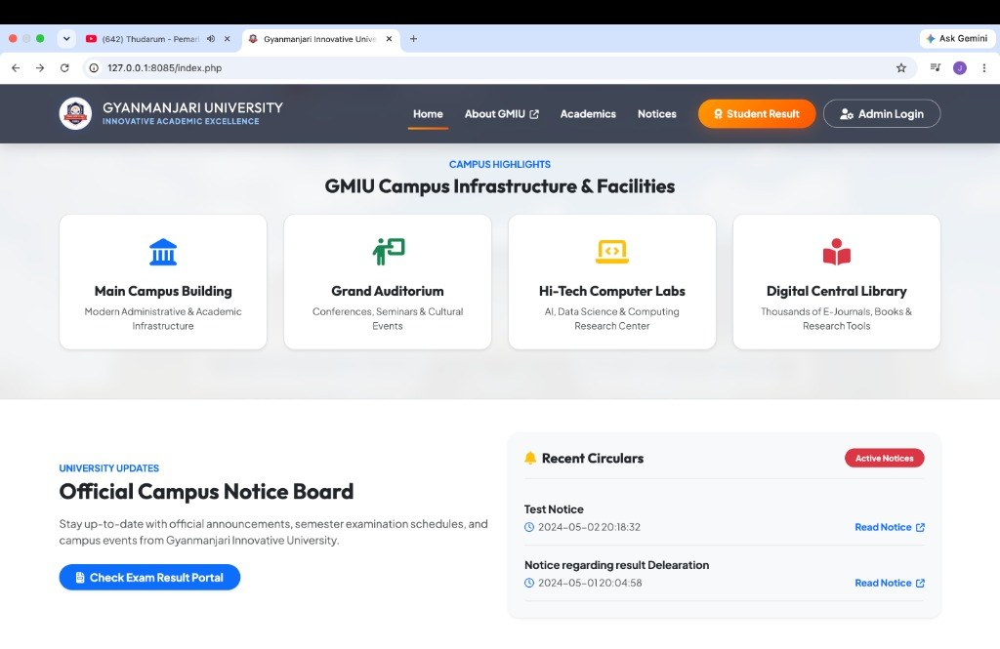 (642) Thudarum - Pemari
Gyanmanjari Innovative Unive
Ask Gemini
127.0.0.1:8085/index.php
J
GYANMANJARI UNIVERSITY
INNOVATIVE ACADEMIC EXCELLENCE
Home
About GMIU
Academics
Notices
Student Result
Admin Login
CAMPUS HIGHLIGHTS
GMIU Campus Infrastructure & Facilities
Main Campus Building
Modern Administrative & Academic
Infrastructure
Grand Auditorium
Conferences, Seminars & Cultural
Events
Hi-Tech Computer Labs
AI, Data Science & Computing
Research Center
Digital Central Library
Thousands of E-Journals, Books &
Research Tools
UNIVERSITY UPDATES
Official Campus Notice Board
Stay up-to-date with official announcements, semester examination schedules, and
campus events from Gyanmanjari Innovative University.
Check Exam Result Portal
Recent Circulars
Active Notices
Test Notice
2024-05-02 20:18:32
Read Notice
Notice regarding result Delearation
2024-05-01 20:04:58
Read Notice